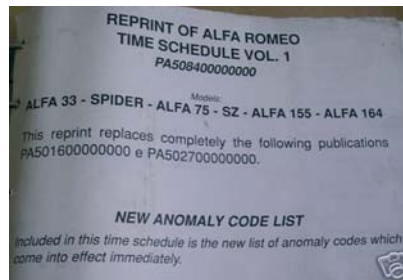 REPRINT OF ALFA ROMEO
TIME SCHEDULE VOL. 1
PA508400000000
Models:
ALFA 33 - SPIDER - ALFA 75 - SZ - ALFA 155 - ALFA 164
This reprint replaces completely the following publications
PA501600000000 e PA502700000000.
NEW ANOMALY CODE LIST
Included in this time schedule is the new list of anomaly codes which
come into effect immediately.